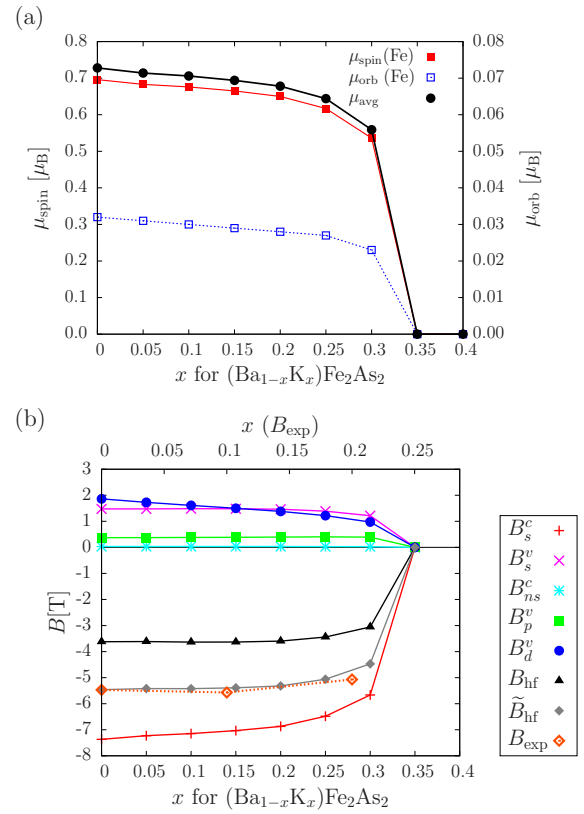 (a)
0.8
0.7
0.6
0.5
0.4
0.3
0.2
0.1
0.0
μspin [μB]
0.08
0.07
0.06
0.05
0.04
0.03
0.02
0.01
0.00
μorb [μB]
μspin(Fe)
μorb (Fe)
μavg
0 0.05 0.1 0.15 0.2 0.25 0.3 0.35 0.4
x for (Ba1−xKx)Fe2As2
(b)
x (Bexp)
0 0.05 0.1 0.15 0.2 0.25
3
2
1
0
-1
-2
-3
-4
-5
-6
-7
-8
B[T]
0 0.05 0.1 0.15 0.2 0.25 0.3 0.35 0.4
x for (Ba1−xKx)Fe2As2
B_s^c
B_s^v
B_ns^c
B_p^v
B_d^v
Bhf
B̃hf
Bexp